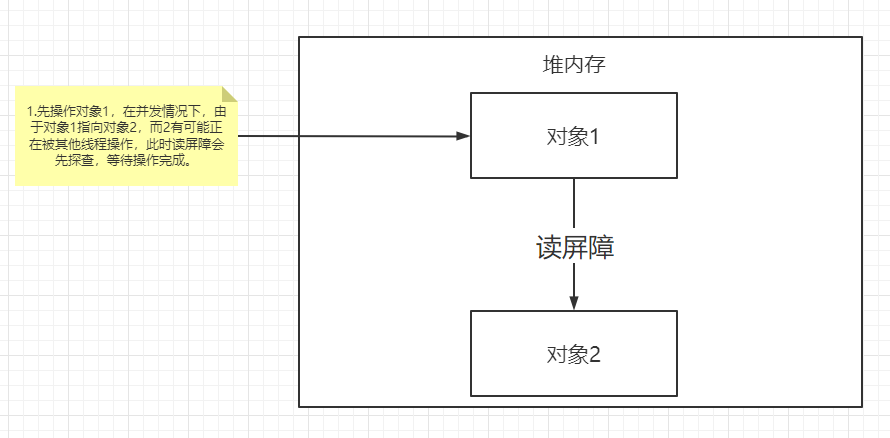 堆内存
1.先操作对象1，在并发情况下，由
于对象1指向对象2，而2有可能正
在被其他线程操作，此时读屏障会
先探查，等待操作完成。
对象1
读屏障
对象2